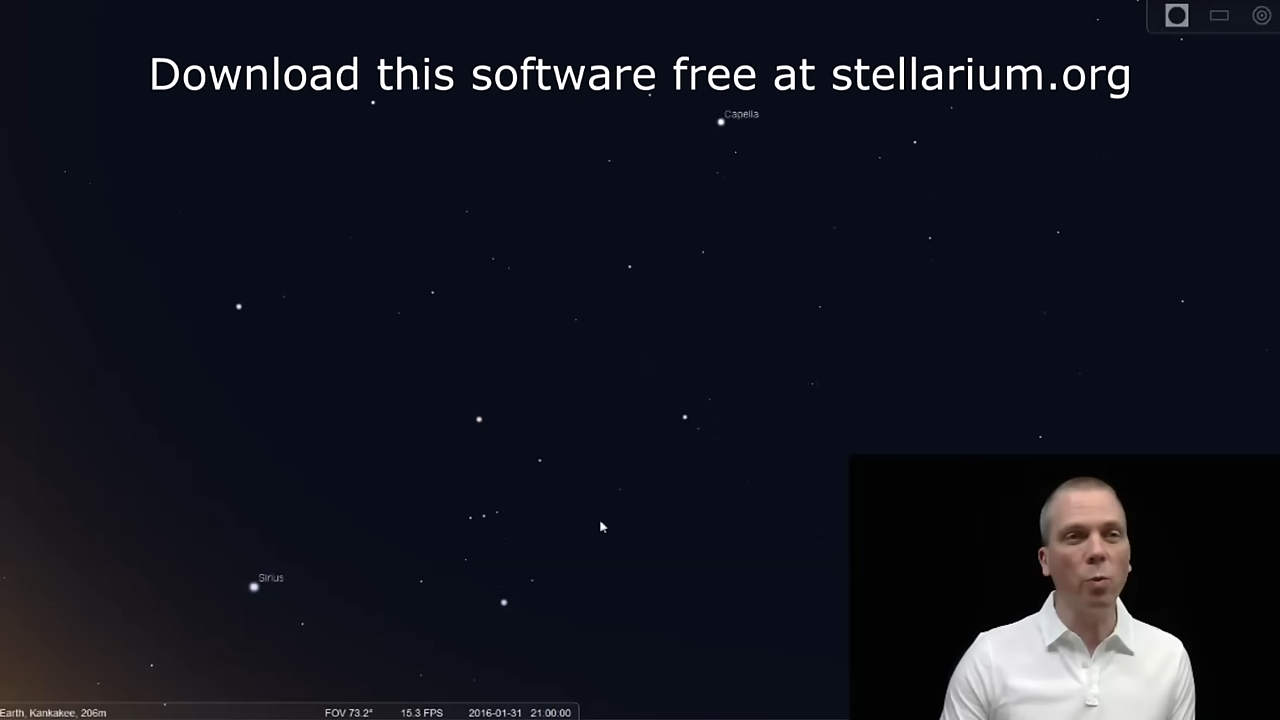 Download this software free at stellarium.org
Capella
Sirius
Earth, Kankakee, 206m FOV 73.2° 15.3 FPS 2016-01-31 21:00:00